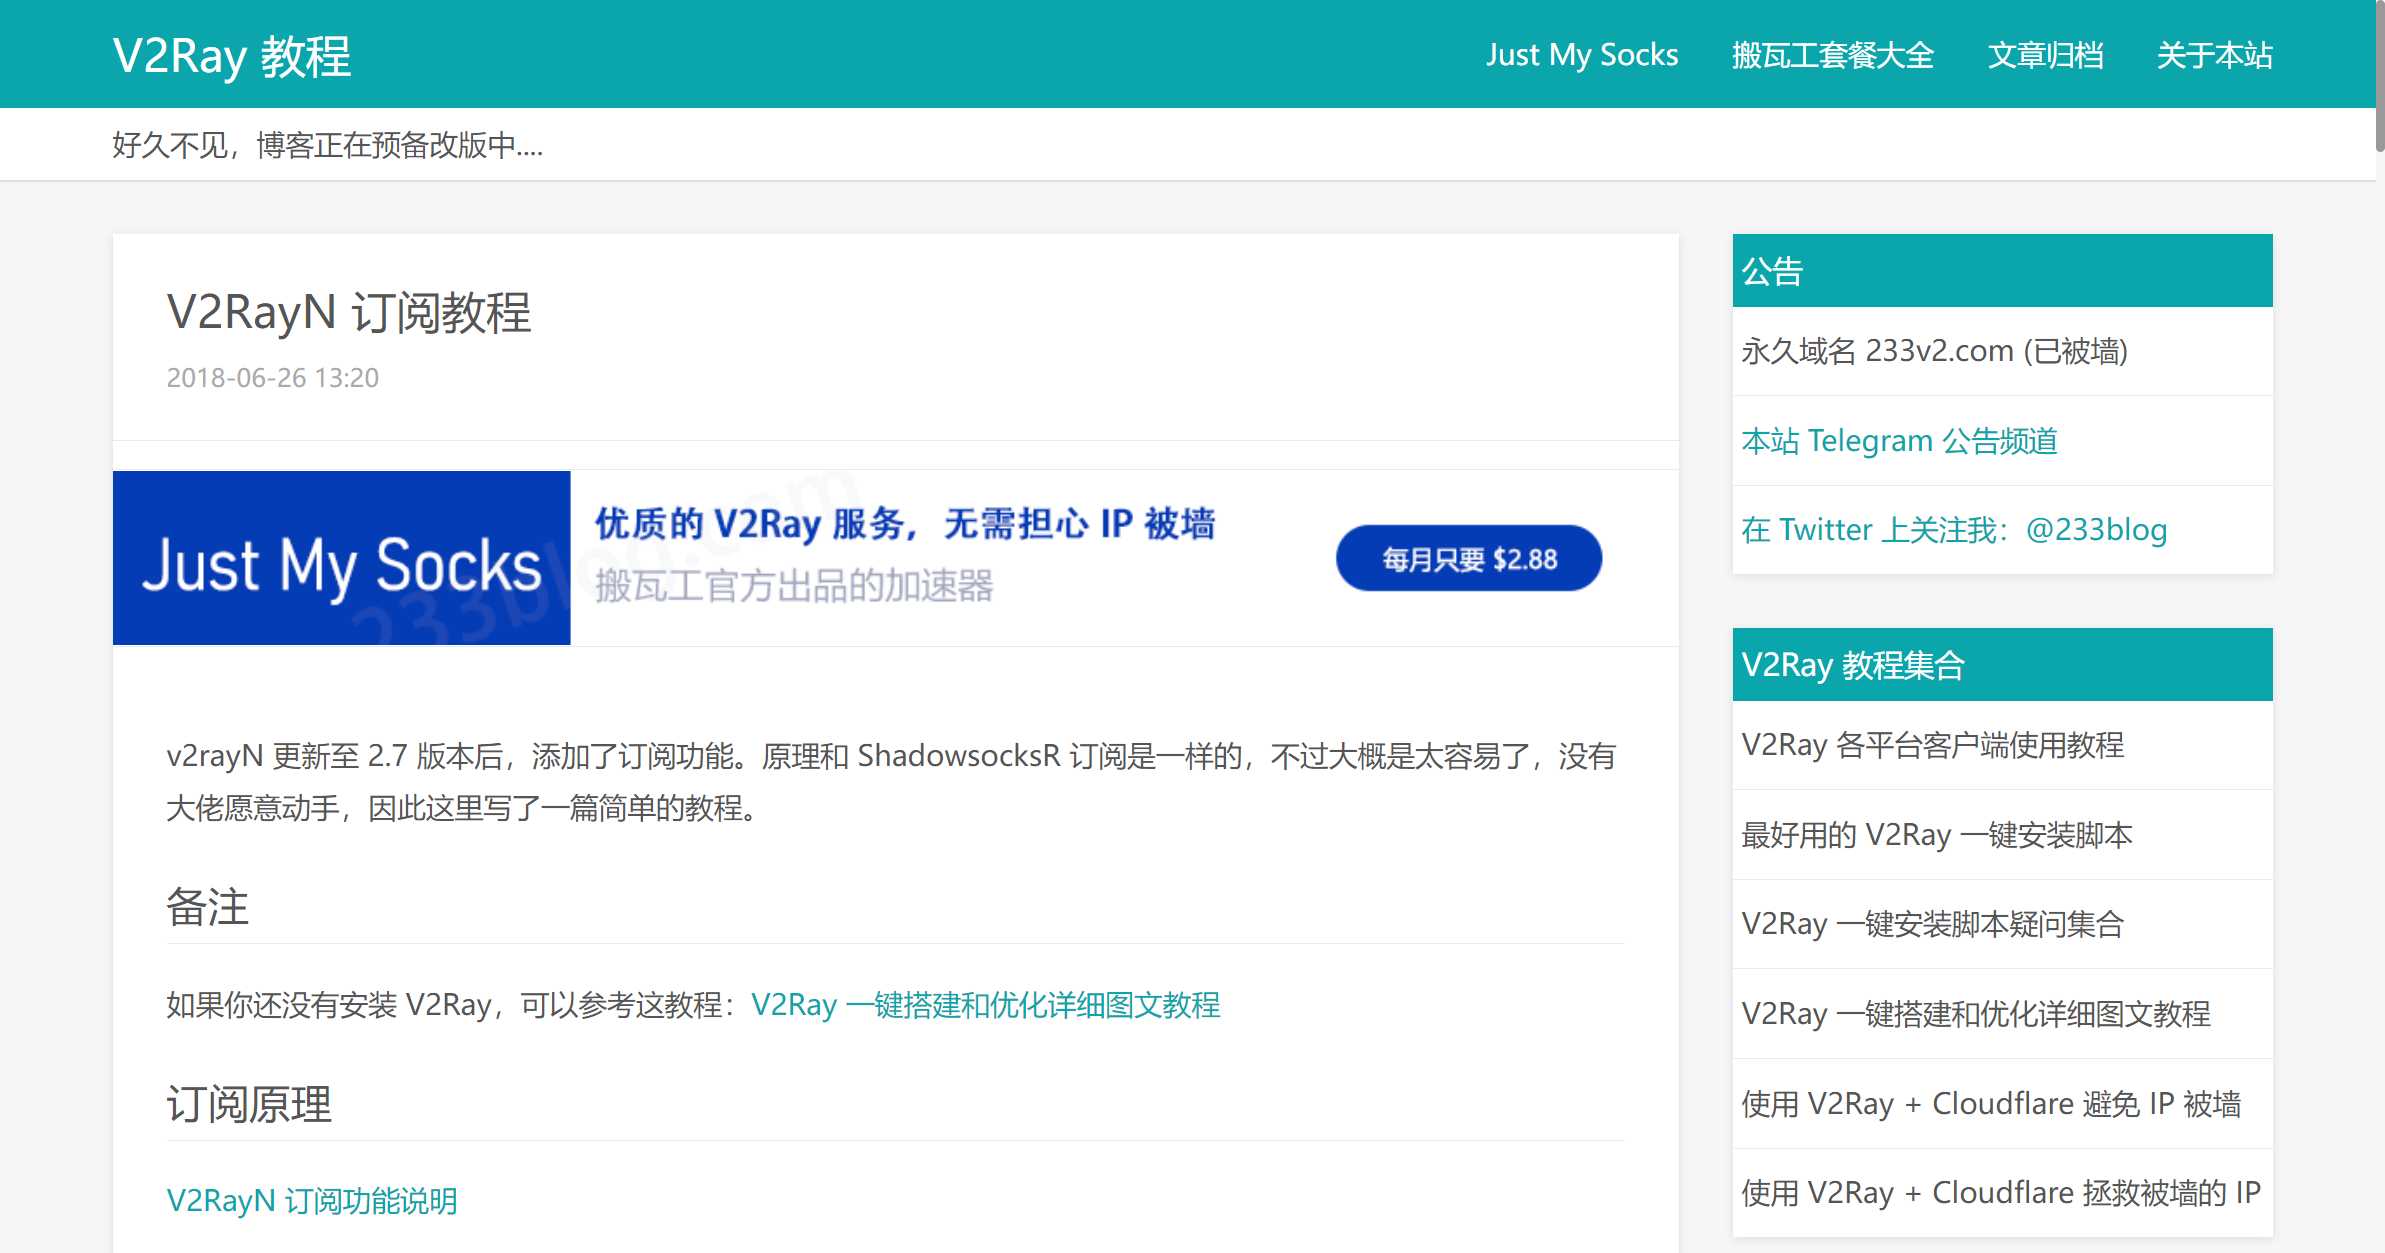 V2Ray 教程
Just My Socks
搬瓦工套餐大全
文章归档
关于本站
好久不见，博客正在预备改版中....
V2RayN 订阅教程
2018-06-26 13:20
Just My Socks
优质的 V2Ray 服务，无需担心 IP 被墙
搬瓦工官方出品的加速器
每月只要 $2.88
233blog.com
v2rayN 更新至 2.7 版本后，添加了订阅功能。原理和 ShadowsocksR 订阅是一样的，不过大概是太容易了，没有
大佬愿意动手，因此这里写了一篇简单的教程。
备注
如果你还没有安装 V2Ray，可以参考这教程：V2Ray 一键搭建和优化详细图文教程
订阅原理
V2RayN 订阅功能说明
公告
永久域名 233v2.com (已被墙)
本站 Telegram 公告频道
在 Twitter 上关注我：@233blog
V2Ray 教程集合
V2Ray 各平台客户端使用教程
最好用的 V2Ray 一键安装脚本
V2Ray 一键安装脚本疑问集合
V2Ray 一键搭建和优化详细图文教程
使用 V2Ray + Cloudflare 避免 IP 被墙
使用 V2Ray + Cloudflare 拯救被墙的 IP